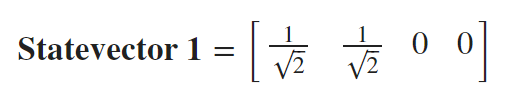 Statevector 1 = [ 1/√2 1/√2 0 0 ]